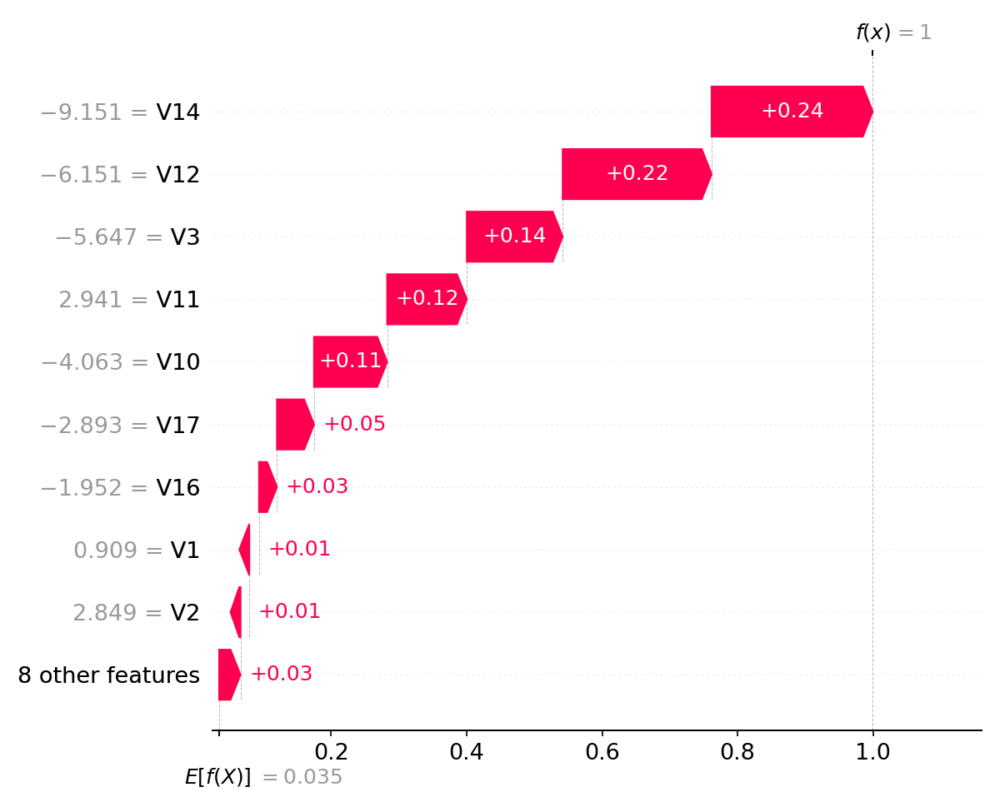 f(x) = 1
−9.151 = V14 +0.24
−6.151 = V12 +0.22
−5.647 = V3 +0.14
2.941 = V11 +0.12
−4.063 = V10 +0.11
−2.893 = V17 +0.05
−1.952 = V16 +0.03
0.909 = V1 +0.01
2.849 = V2 +0.01
8 other features +0.03
0.2 0.4 0.6 0.8 1.0
E[f(X)] = 0.035